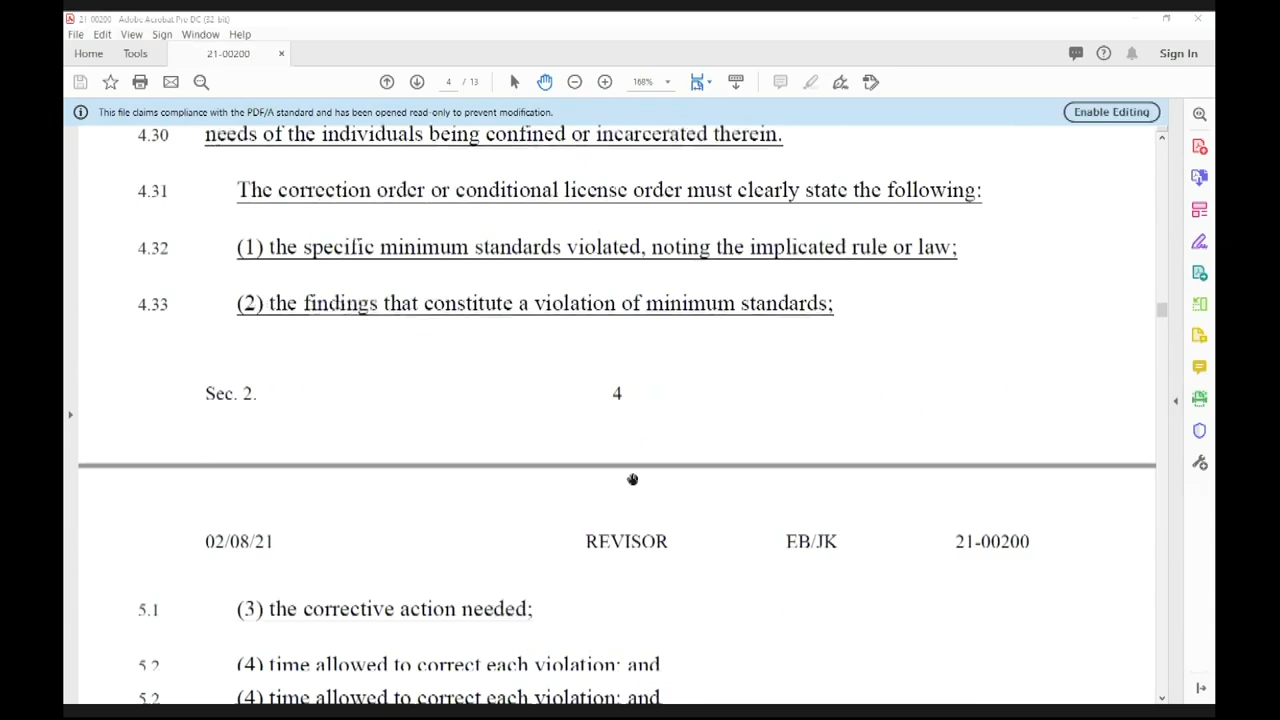 21-00200 - Adobe Acrobat Pro DC (32-bit)
File Edit View Sign Window Help
Home Tools 21-00200 × Sign In
4 / 13 168%
This file claims compliance with the PDF/A standard and has been opened read-only to prevent modification. Enable Editing
4.30 needs of the individuals being confined or incarcerated therein.
4.31 The correction order or conditional license order must clearly state the following:
4.32 (1) the specific minimum standards violated, noting the implicated rule or law;
4.33 (2) the findings that constitute a violation of minimum standards;
Sec. 2. 4
02/08/21 REVISOR EB/JK 21-00200
5.1 (3) the corrective action needed;
5.2 (4) time allowed to correct each violation; and
5.2 (4) time allowed to correct each violation; and